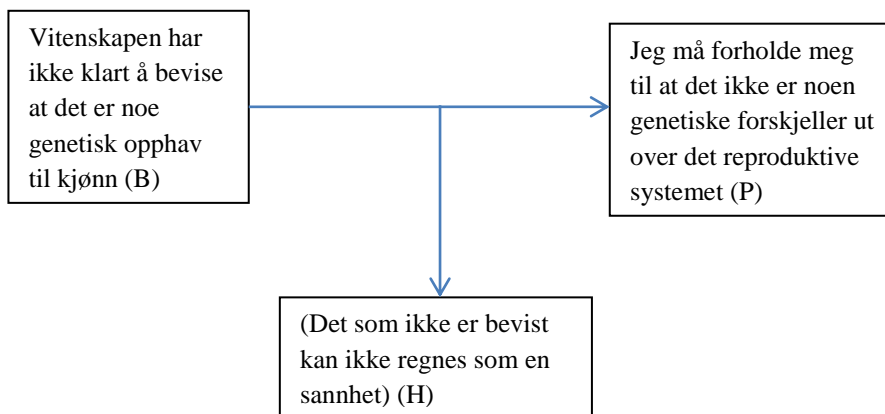 Vitenskapen har
ikke klart å bevise
at det er noe
genetisk opphav
til kjønn (B)
Jeg må forholde meg
til at det ikke er noen
genetiske forskjeller ut
over det reproduktive
systemet (P)
(Det som ikke er bevist
kan ikke regnes som en
sannhet) (H)